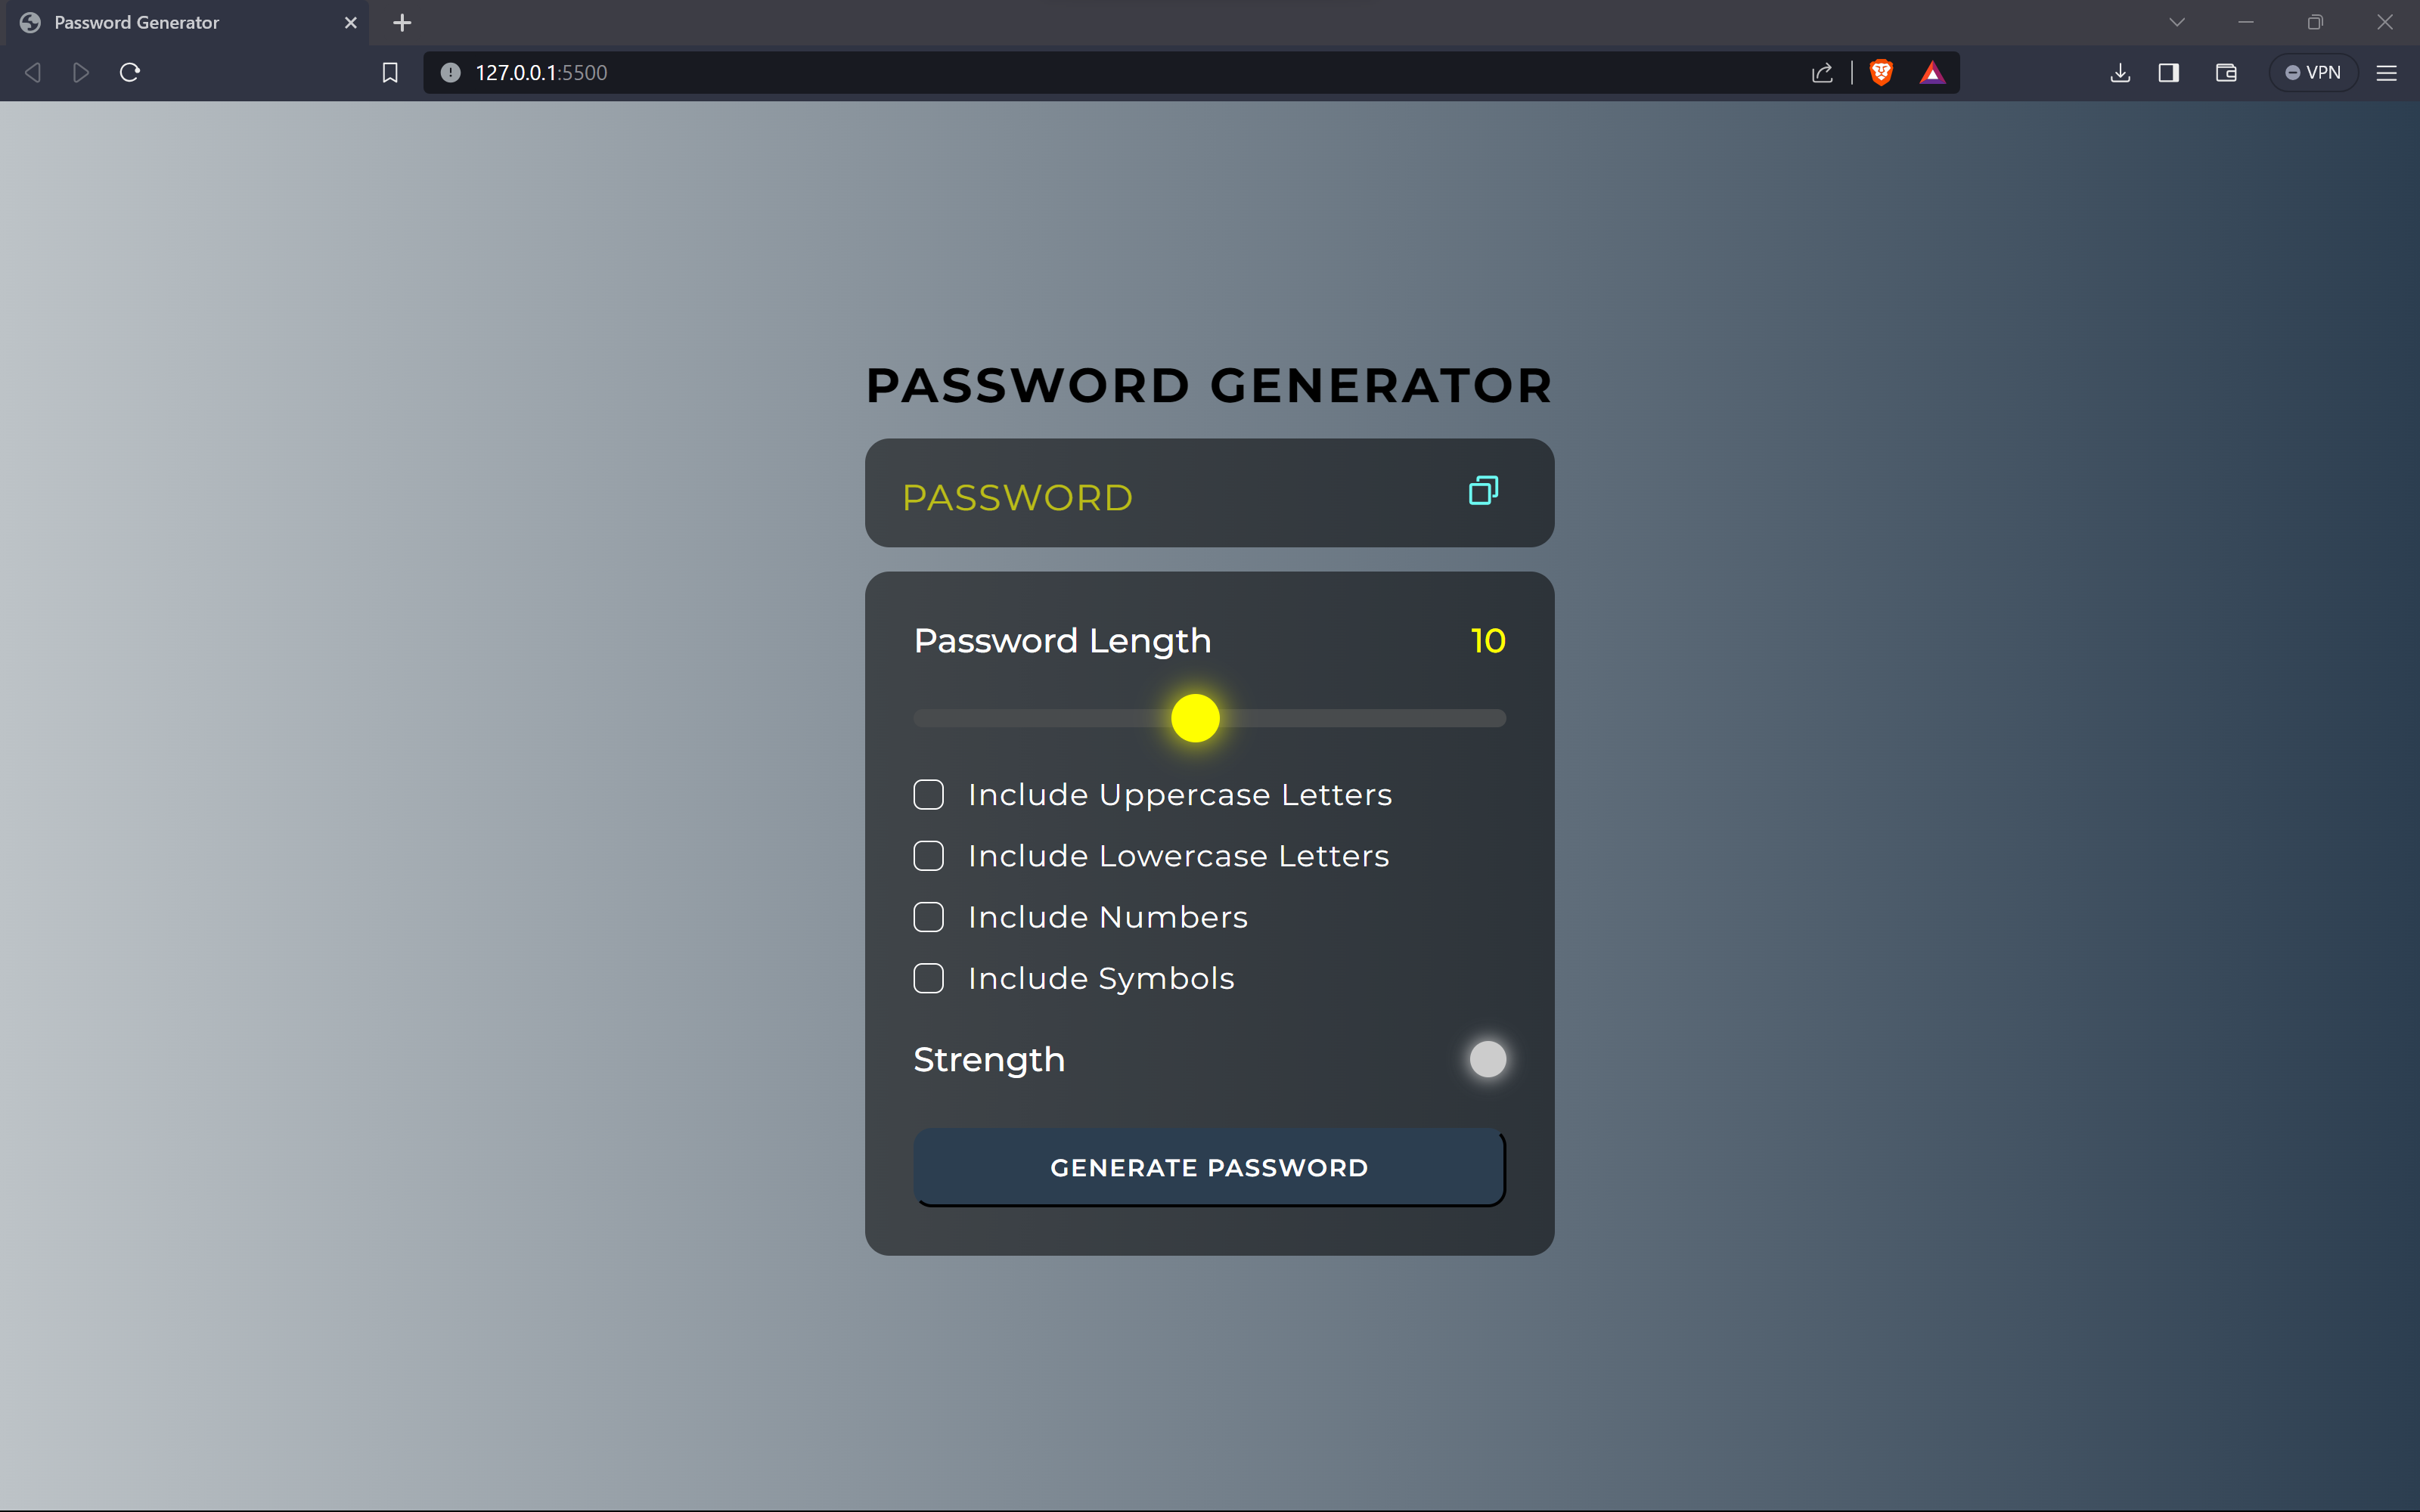 Password Generator
127.0.0.1:5500
VPN
PASSWORD GENERATOR
PASSWORD
Password Length 10
Include Uppercase Letters
Include Lowercase Letters
Include Numbers
Include Symbols
Strength
GENERATE PASSWORD